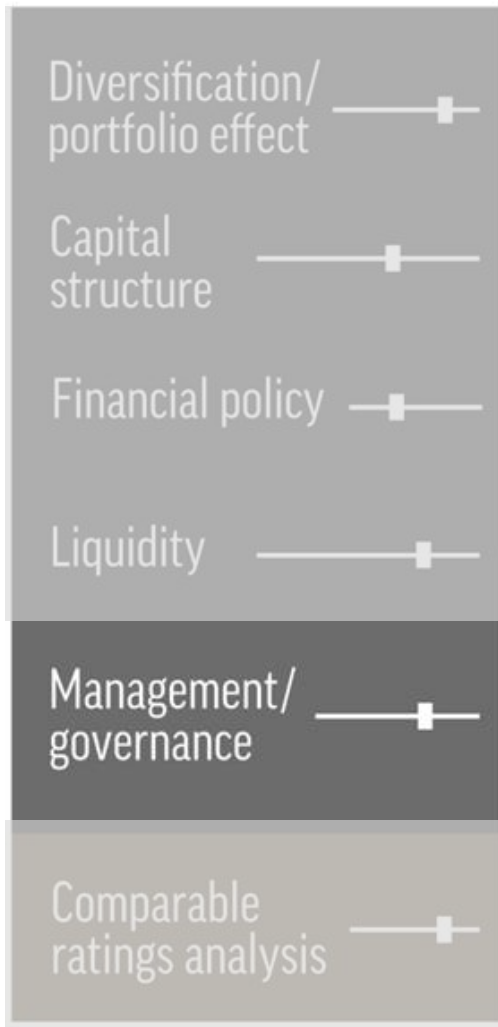 Diversification/
portfolio effect
Capital
structure
Financial policy
Liquidity
Management/
governance
Comparable
ratings analysis